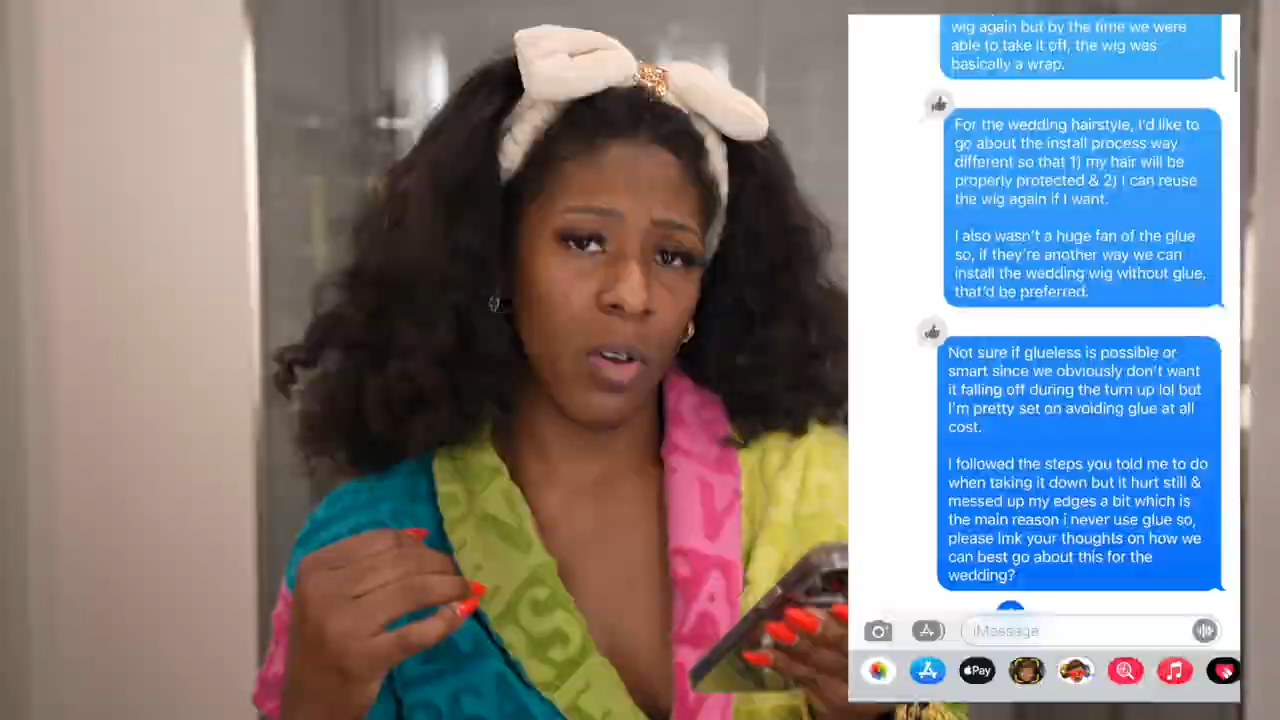 wig again but by the time we were
able to take it off, the wig was
basically a wrap.
For the wedding hairstyle, I'd like to
go about the install process way
different so that 1) my hair will be
properly protected & 2) I can reuse
the wig again if I want.
I also wasn't a huge fan of the glue
so, if they're another way we can
install the wedding wig without glue,
that'd be preferred.
Not sure if glueless is possible or
smart since we obviously don't want
it falling off during the turn up lol but
I'm pretty set on avoiding glue at all
cost.
I followed the steps you told me to do
when taking it down but it hurt still &
messed up my edges a bit which is
the main reason i never use glue so,
please lmk your thoughts on how we
can best go about this for the
wedding?
iMessage
Pay